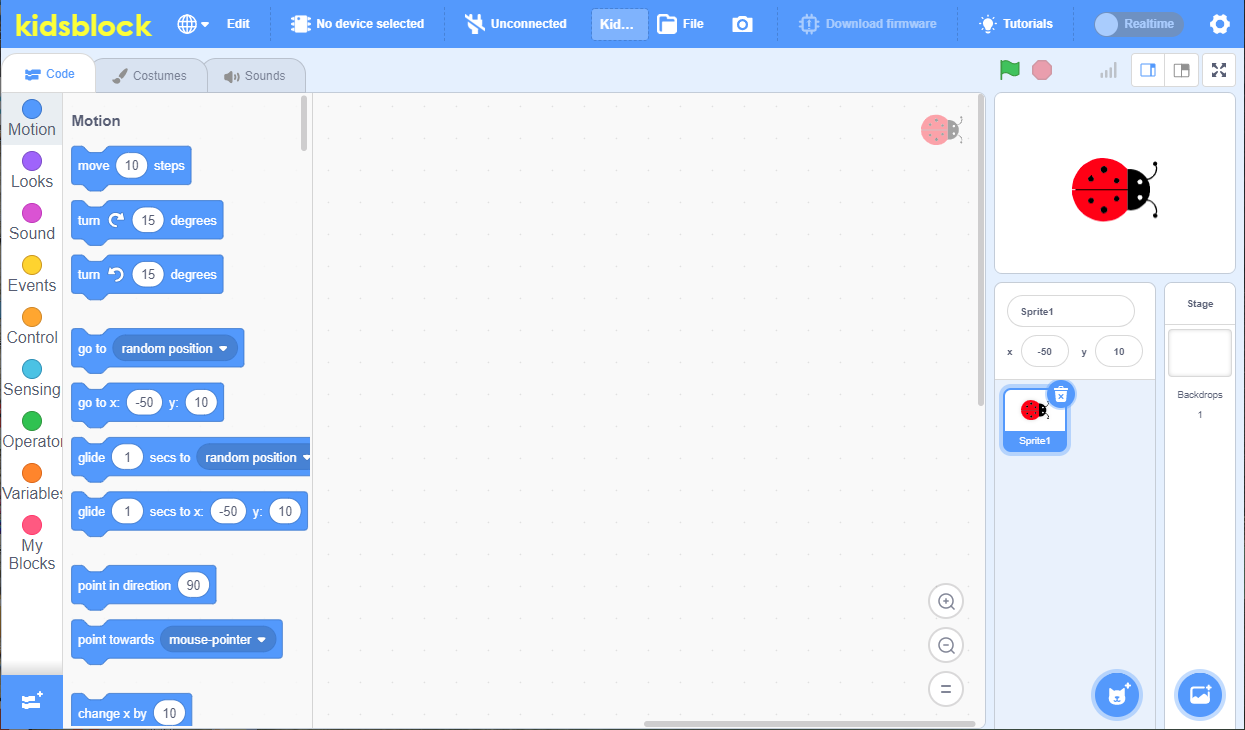 kidsblock Edit No device selected Unconnected Kid... File Download firmware Tutorials Realtime
Code Costumes Sounds
Motion
Looks
Sound
Events
Control
Sensing
Operator
Variables
My
Blocks
Motion
move 10 steps
turn 15 degrees
turn 15 degrees
go to random position
go to x: -50 y: 10
glide 1 secs to random position
glide 1 secs to x: -50 y: 10
point in direction 90
point towards mouse-pointer
change x by 10
Sprite1
x -50 y 10
Sprite1
Stage
Backdrops
1